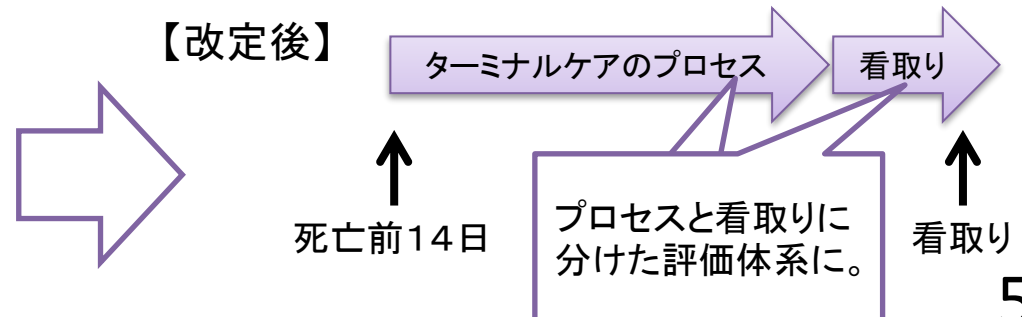 【改定後】
ターミナルケアのプロセス
看取り
死亡前１４日
プロセスと看取りに
分けた評価体系に。
看取り
5